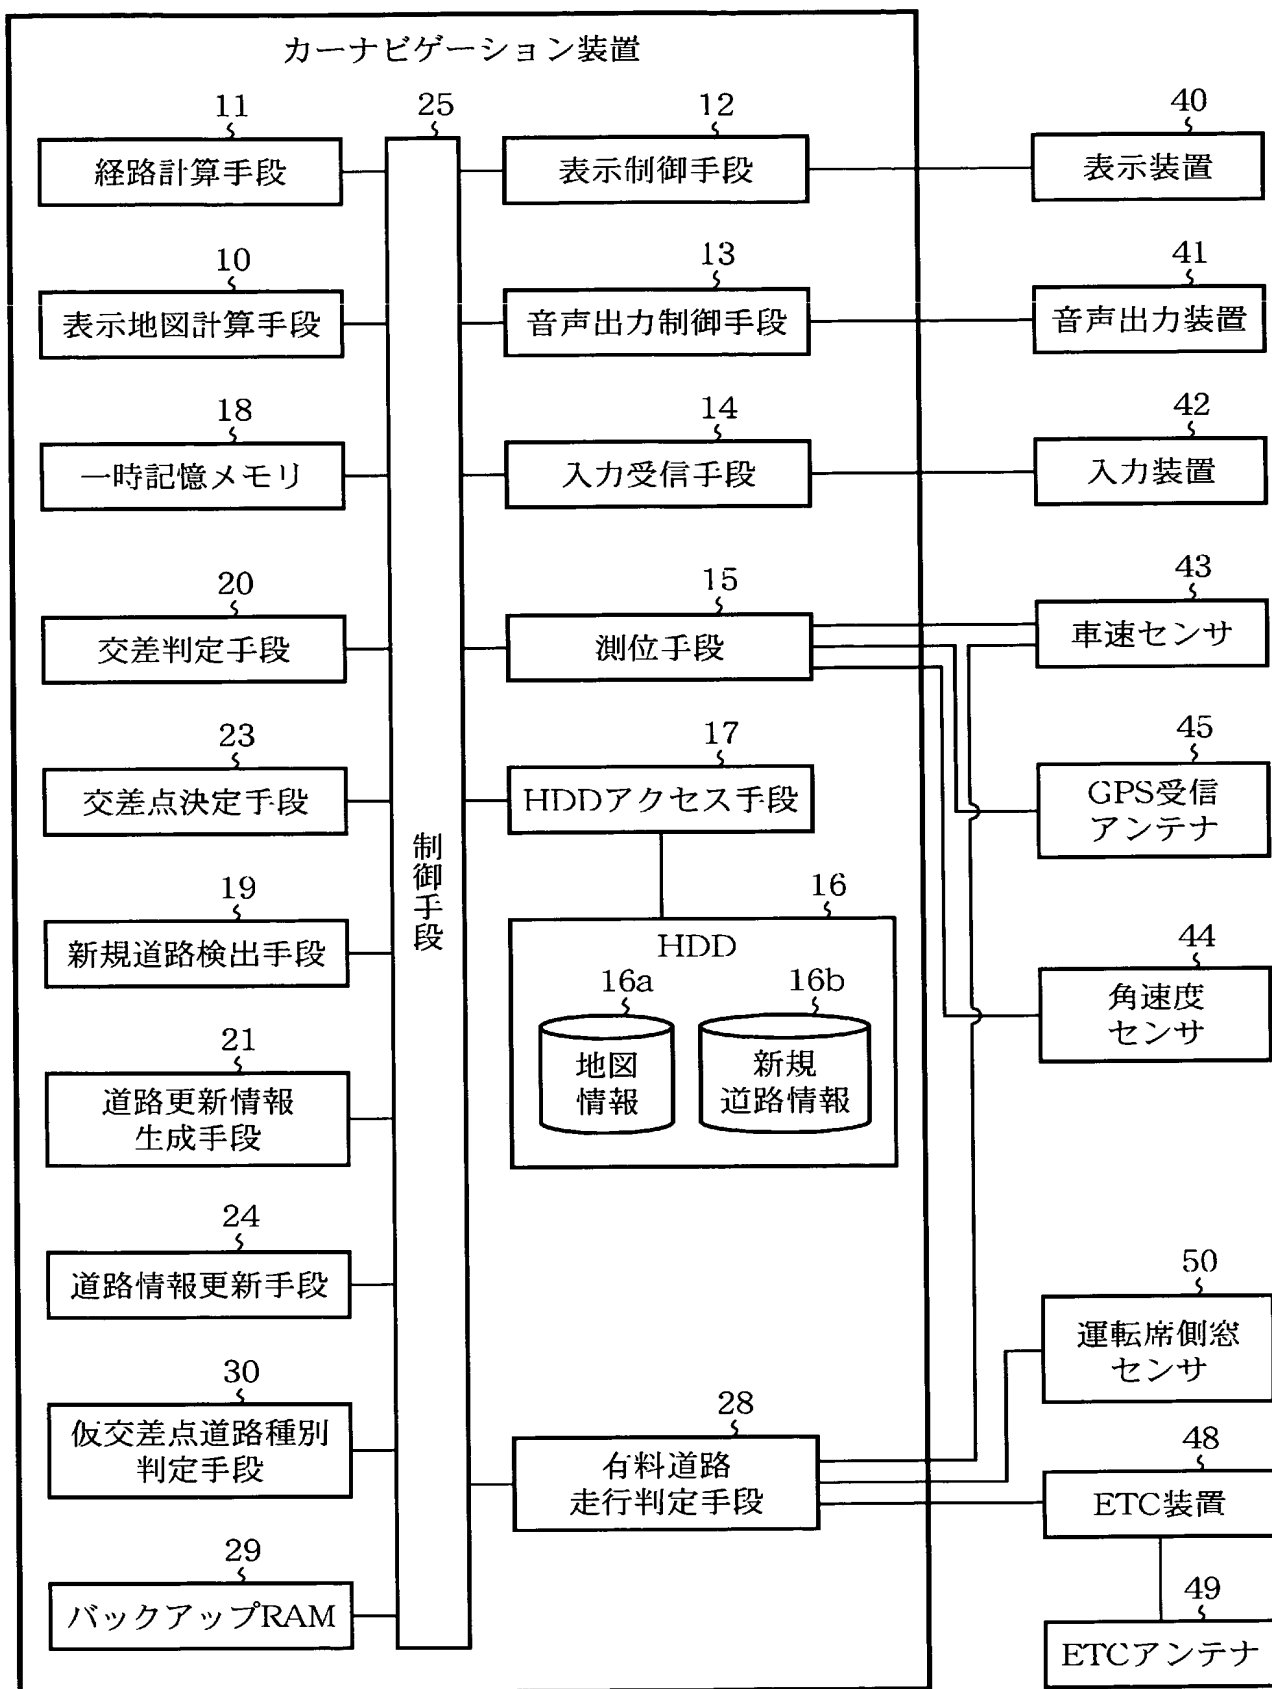 カーナビゲーション装置
11
経路計算手段
25
制御手段
12
表示制御手段
40
表示装置
10
表示地図計算手段
13
音声出力制御手段
41
音声出力装置
18
一時記憶メモリ
14
入力受信手段
42
入力装置
20
交差判定手段
15
測位手段
43
車速センサ
23
交差点決定手段
17
HDDアクセス手段
45
GPS受信
アンテナ
19
新規道路検出手段
16
HDD
16a
地図
情報
16b
新規
道路情報
44
角速度
センサ
21
道路更新情報
生成手段
24
道路情報更新手段
50
運転席側窓
センサ
30
仮交差点道路種別
判定手段
28
有料道路
走行判定手段
48
ETC装置
29
バックアップRAM
49
ETCアンテナ